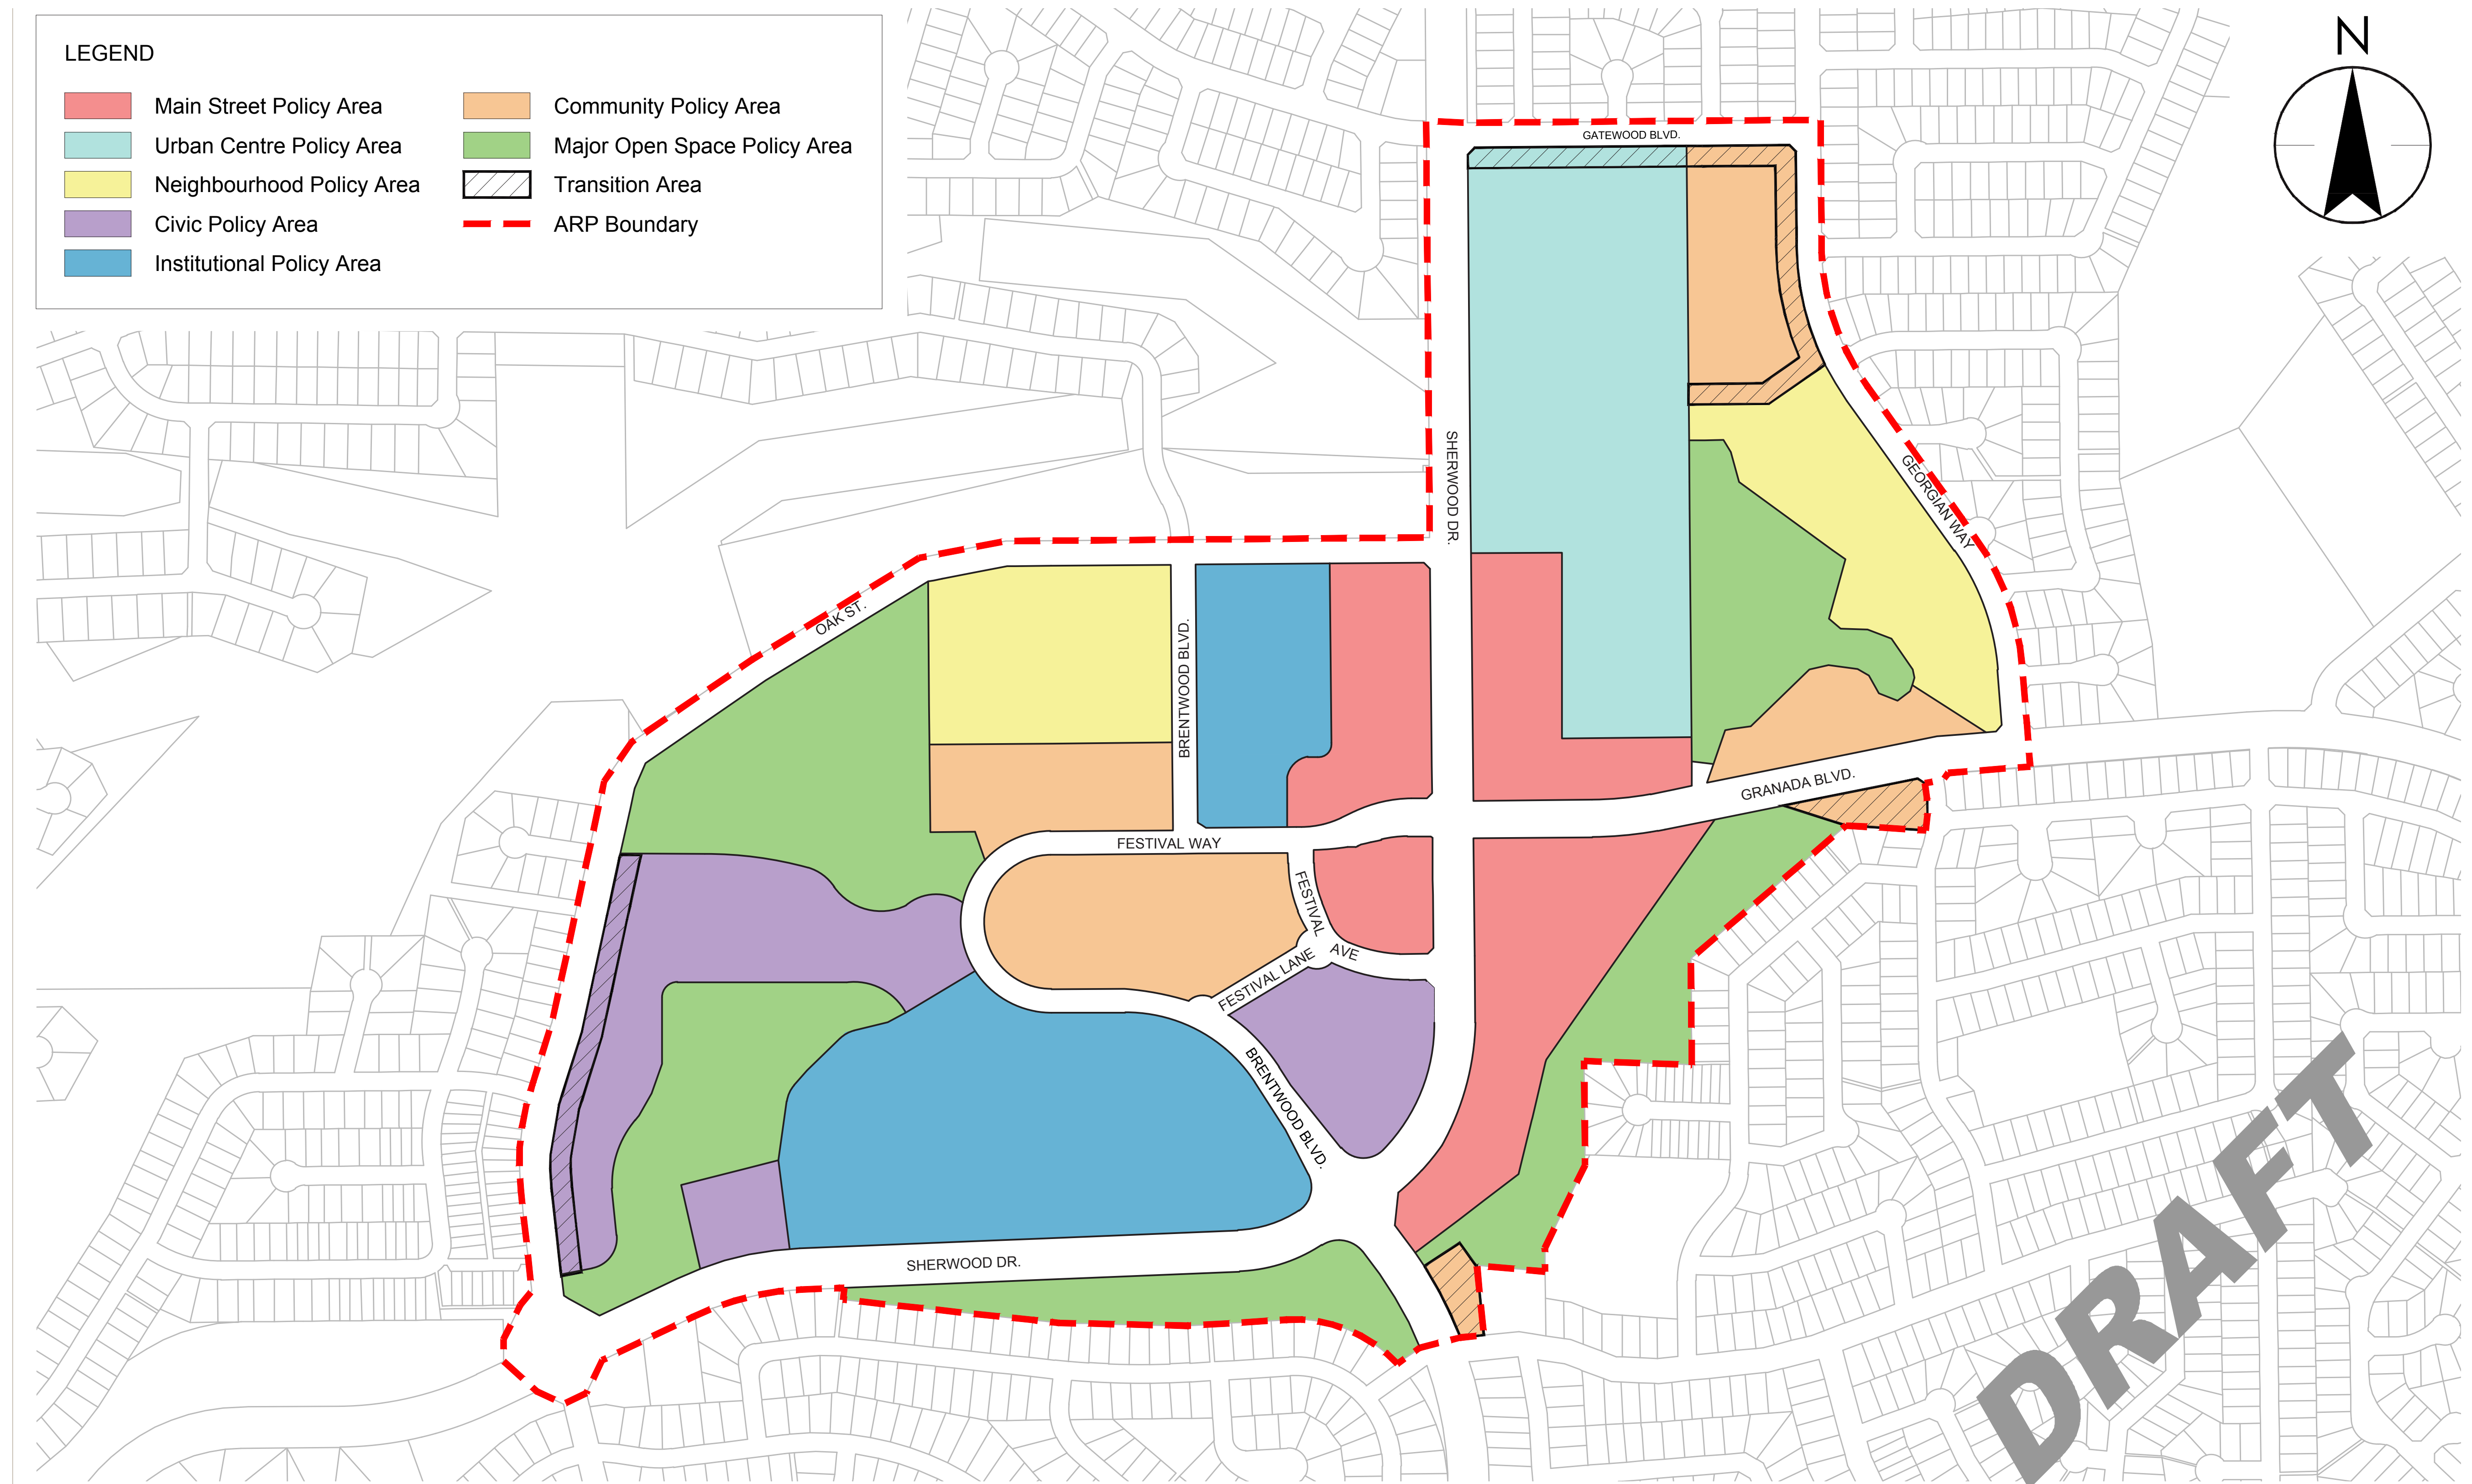 LEGEND
Main Street Policy Area
Urban Centre Policy Area
Neighbourhood Policy Area
Civic Policy Area
Institutional Policy Area
Community Policy Area
Major Open Space Policy Area
Transition Area
ARP Boundary
N
GATEWOOD BLVD.
SHERWOOD DR.
GEORGIAN WAY
OAK ST.
BRENTWOOD BLVD.
GRANADA BLVD.
FESTIVAL WAY
FESTIVAL AVE
FESTIVAL LANE
BRENTWOOD BLVD.
SHERWOOD DR.
DRAFT